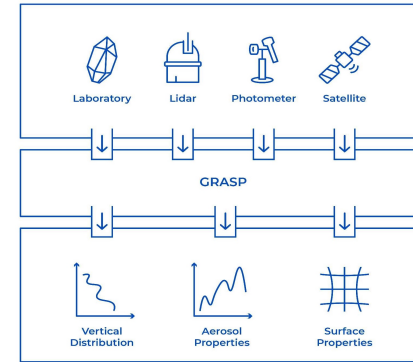 Laboratory Lidar Photometer Satellite
GRASP
Vertical Aerosol Surface
Distribution Properties Properties